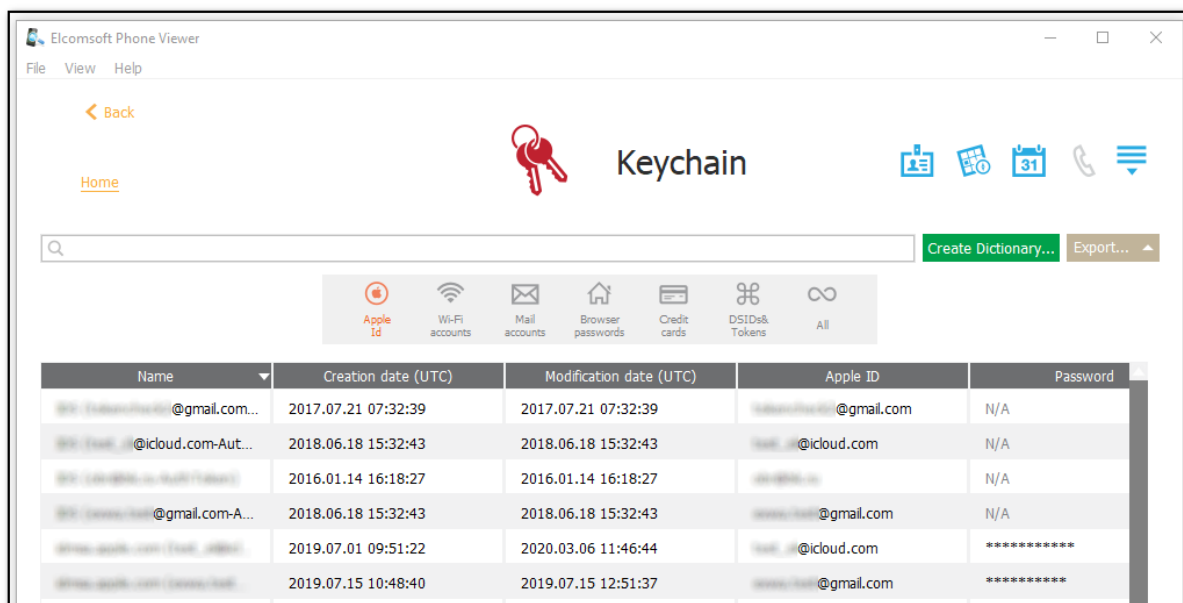 Elcomsoft Phone Viewer
File View Help
Back
Keychain
31
Home
Create Dictionary... Export...
Apple Id
Wi-Fi accounts
Mail accounts
Browser passwords
Credit cards
DSIDs& Tokens
All
Name Creation date (UTC) Modification date (UTC) Apple ID Password
@gmail.com... 2017.07.21 07:32:39 2017.07.21 07:32:39 @gmail.com N/A
@icloud.com-Aut... 2018.06.18 15:32:43 2018.06.18 15:32:43 @icloud.com N/A
2016.01.14 16:18:27 2016.01.14 16:18:27 N/A
@gmail.com-A... 2018.06.18 15:32:43 2018.06.18 15:32:43 @gmail.com N/A
2019.07.01 09:51:22 2020.03.06 11:46:44 @icloud.com ***********
2019.07.15 10:48:40 2019.07.15 12:51:37 @gmail.com **********